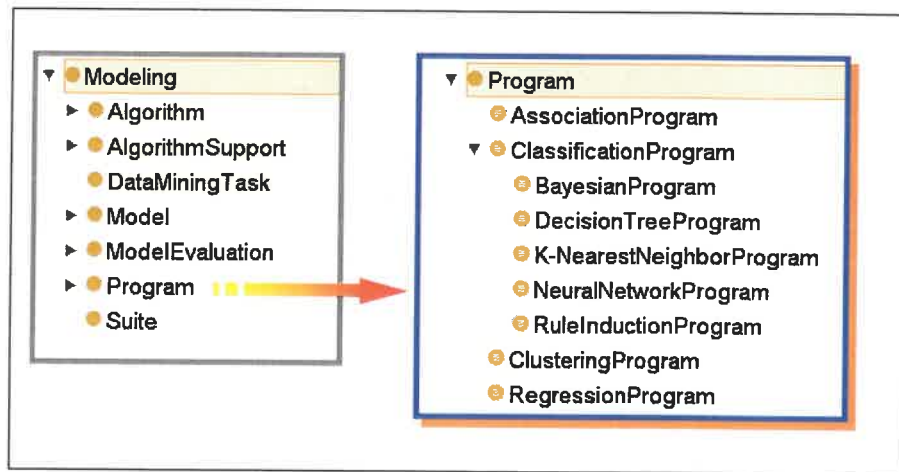 Modeling
Algorithm
AlgorithmSupport
DataMiningTask
Model
ModelEvaluation
Program
Suite
Program
AssociationProgram
ClassificationProgram
BayesianProgram
DecisionTreeProgram
K-NearestNeighborProgram
NeuralNetworkProgram
RuleInductionProgram
ClusteringProgram
RegressionProgram